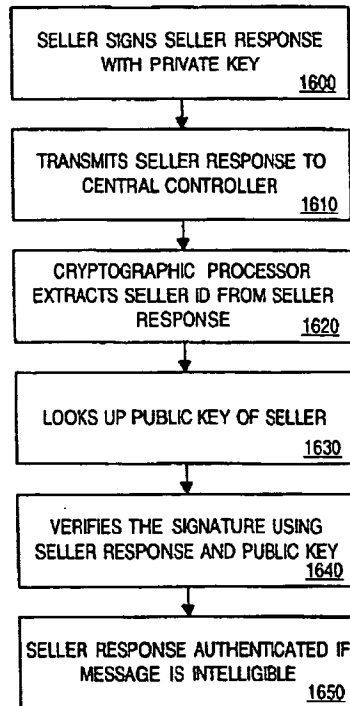 SELLER SIGNS SELLER RESPONSE
WITH PRIVATE KEY
1600
TRANSMITS SELLER RESPONSE TO
CENTRAL CONTROLLER
1610
CRYPTOGRAPHIC PROCESSOR
EXTRACTS SELLER ID FROM SELLER
RESPONSE
1620
LOOKS UP PUBLIC KEY OF SELLER
1630
VERIFIES THE SIGNATURE USING
SELLER RESPONSE AND PUBLIC KEY
1640
SELLER RESPONSE AUTHENTICATED IF
MESSAGE IS INTELLIGIBLE
1650